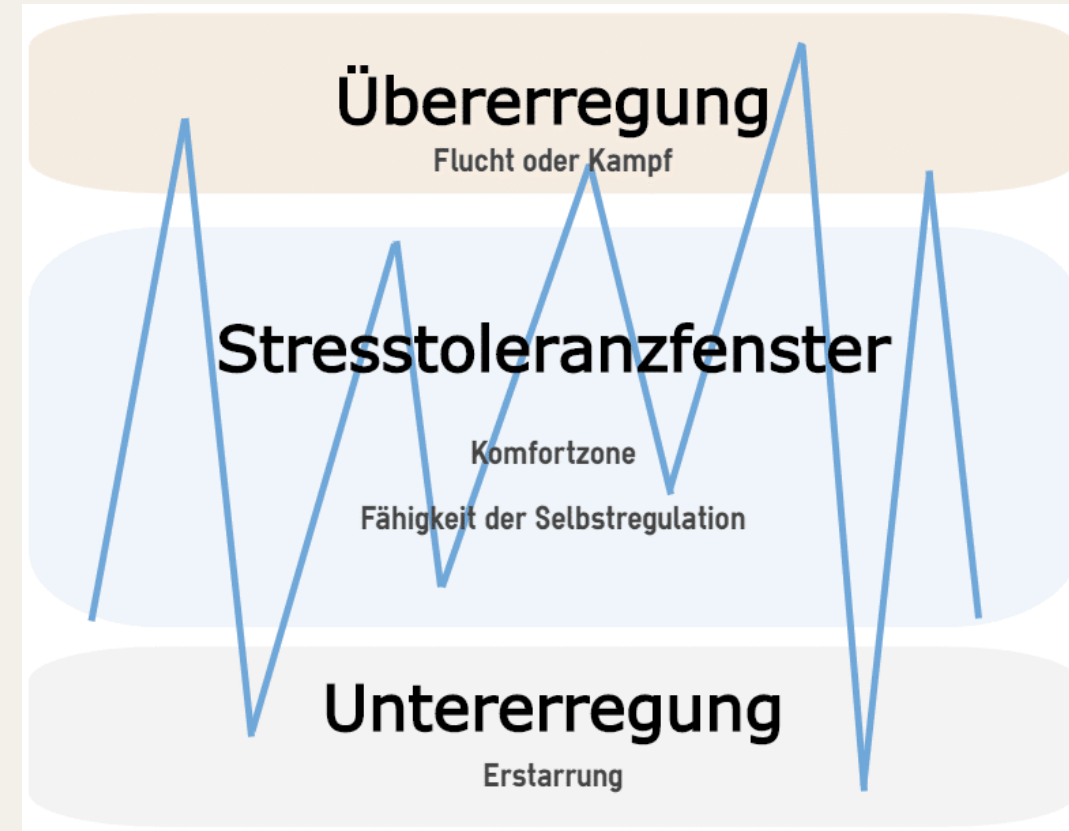 Übererregung
Flucht oder Kampf
Stresstoleranzfenster
Komfortzone
Fähigkeit der Selbstregulation
Untererregung
Erstarrung